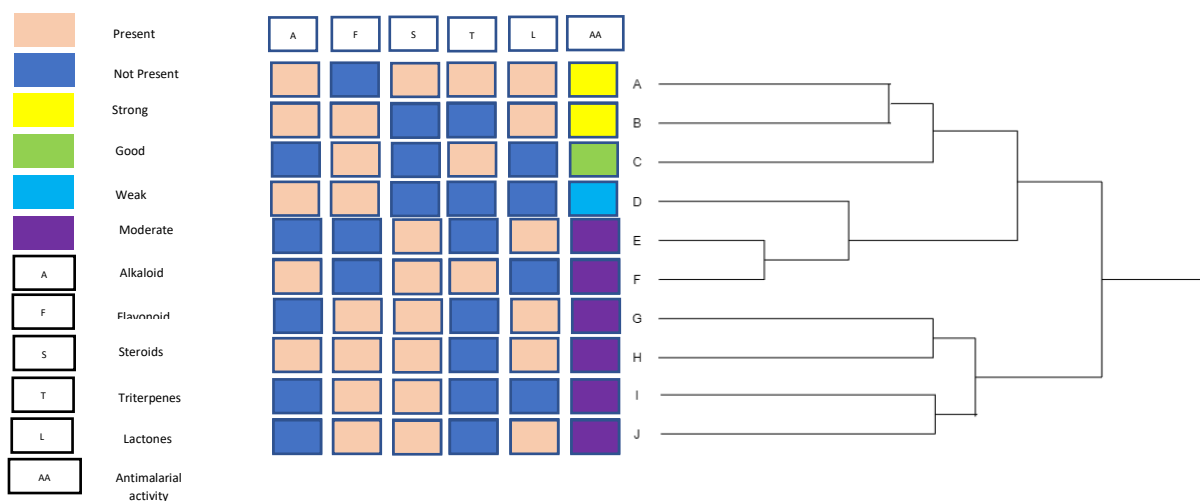 Present
Not Present
Strong
Good
Weak
Moderate
A Alkaloid
F Flavonoid
S Steroids
T Triterpenes
L Lactones
AA Antimalarial
activity
A F S T L AA
A
B
C
D
E
F
G
H
I
J